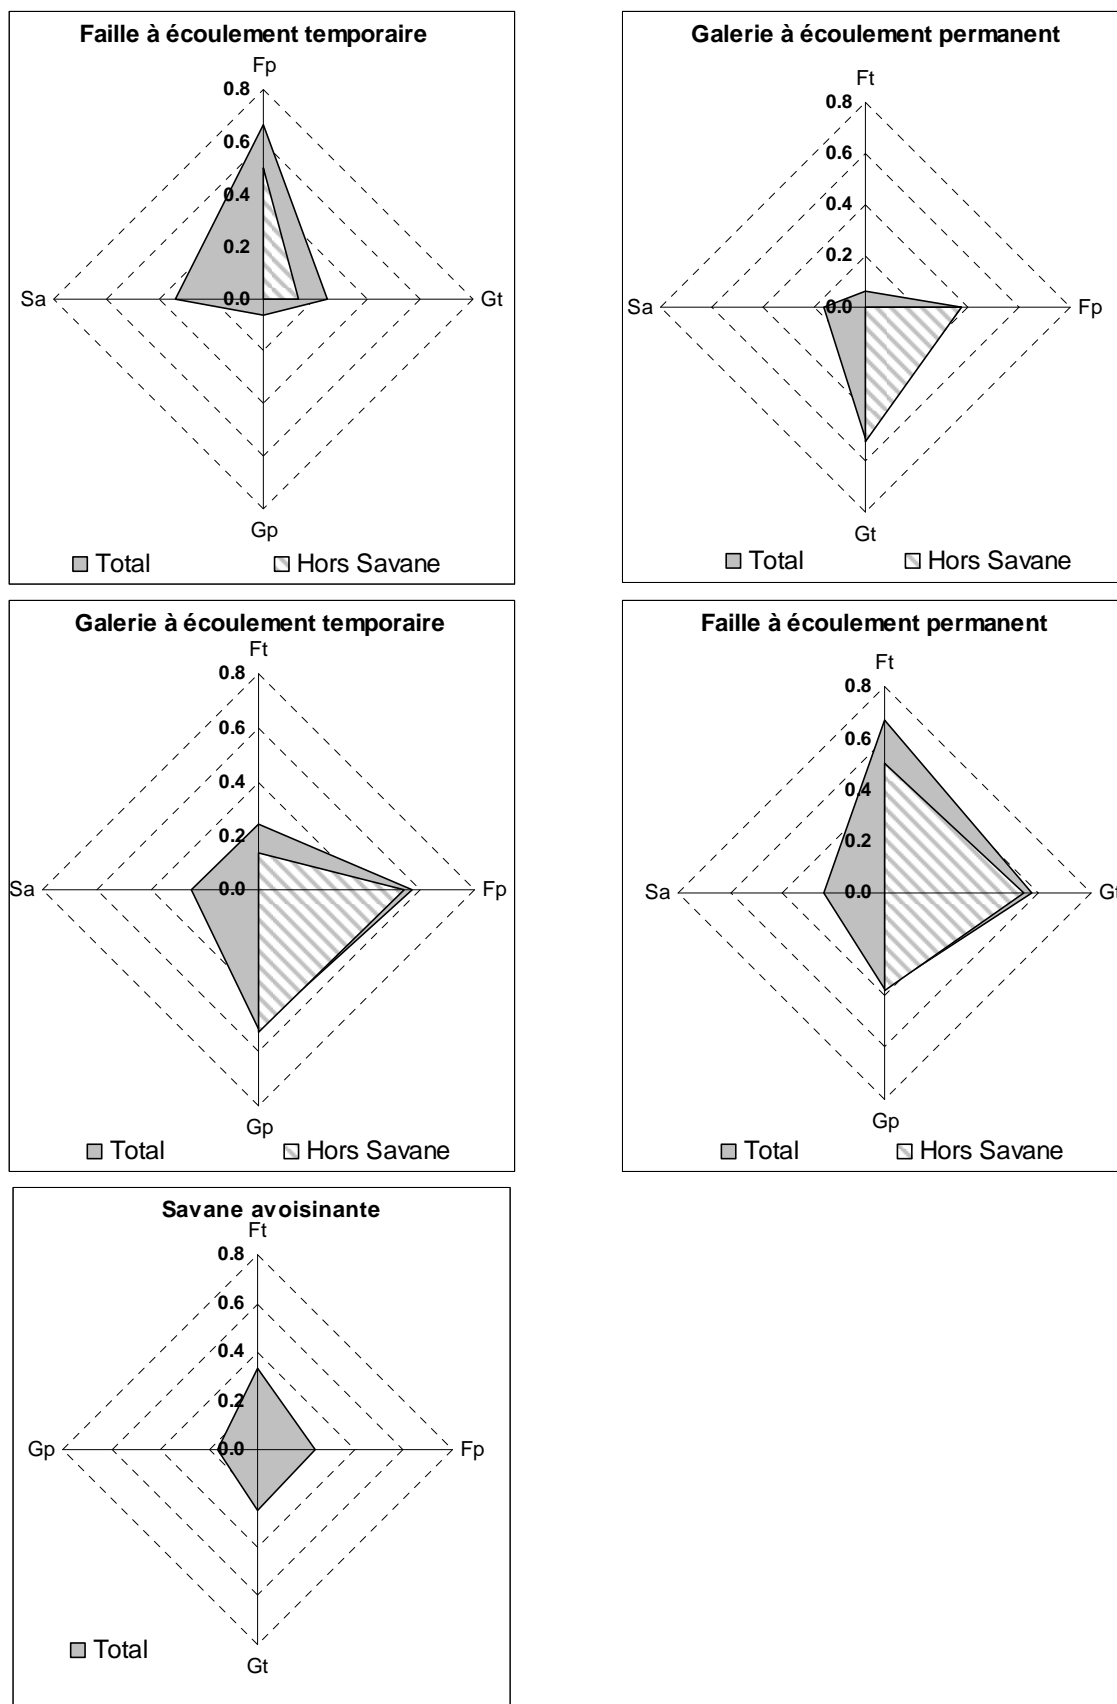 Faille à écoulement temporaire
Fp
0.8
0.6
0.4
0.2
0.0
Sa
Gt
Gp
Total
Hors Savane
Galerie à écoulement permanent
Ft
0.8
0.6
0.4
0.2
0.0
Sa
Fp
Gt
Total
Hors Savane
Galerie à écoulement temporaire
Ft
0.8
0.6
0.4
0.2
0.0
Sa
Fp
Gp
Total
Hors Savane
Faille à écoulement permanent
Ft
0.8
0.6
0.4
0.2
0.0
Sa
Gt
Gp
Total
Hors Savane
Savane avoisinante
Ft
0.8
0.6
0.4
0.2
0.0
Gp
Fp
Total
Gt